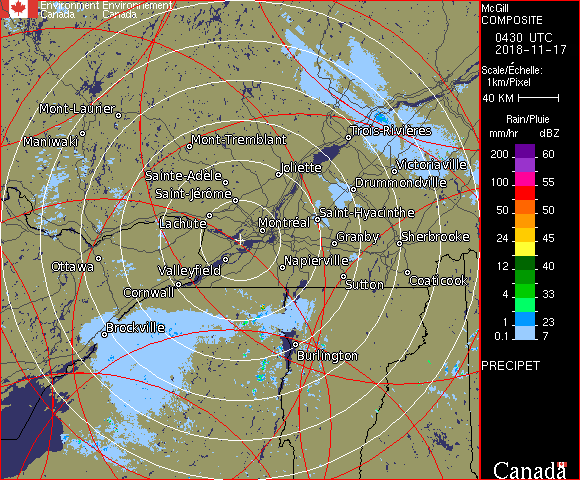 Environment Environnement
Canada Canada
McGill
COMPOSITE
0430 UTC
2018-11-17
Scale/Échelle:
1km/Pixel
40 KM
Rain/Pluie
mm/hr dBZ
200 60
100 55
50 50
24 45
12 40
4 33
1 23
0.1 7
PRECIPET
Canada
Mont-Laurier
Maniwaki
Mont-Tremblant
Trois-Rivières
Joliette
Victoriaville
Sainte-Adèle
Drummondville
Saint-Jérôme
Saint-Hyacinthe
Lachute
Montréal
Granby
Sherbrooke
Ottawa
Valleyfield
Napierville
Sutton
Coaticook
Cornwall
Brockville
Burlington